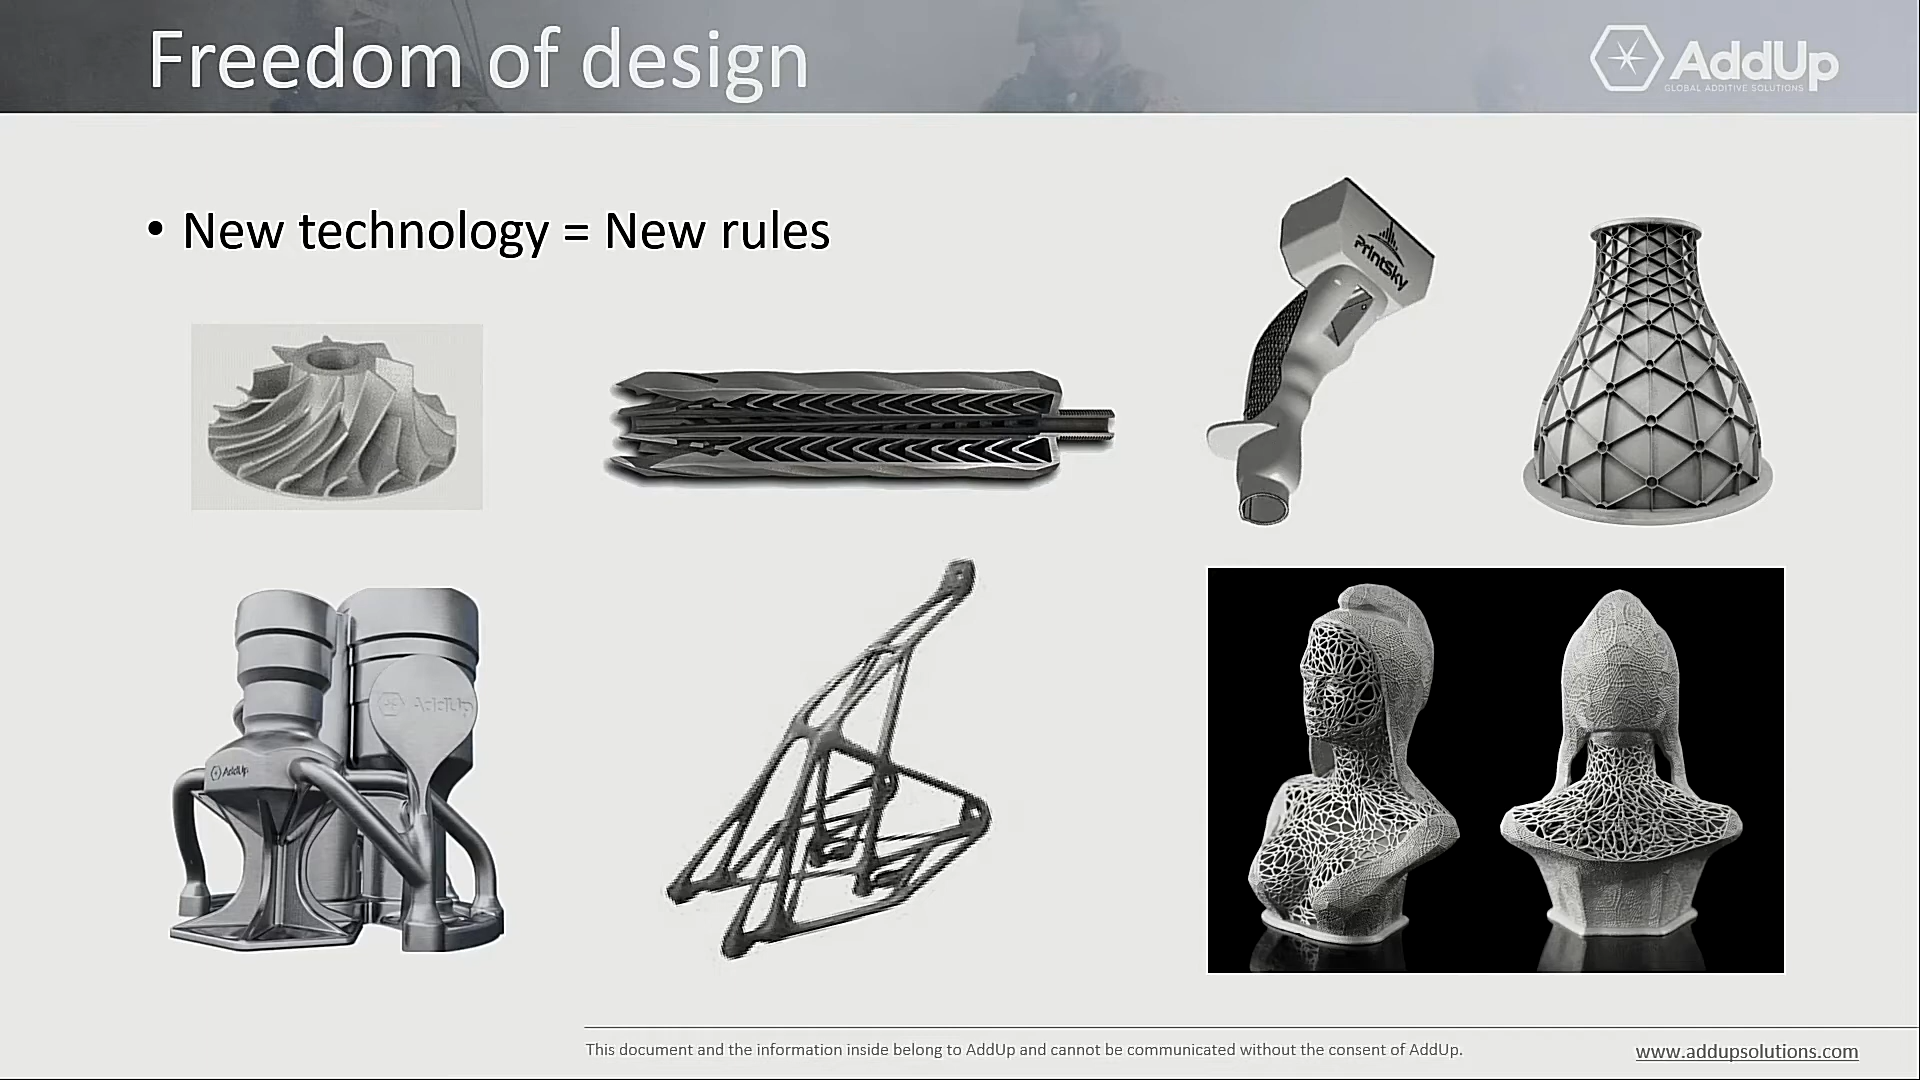 Freedom of design
AddUp
GLOBAL ADDITIVE SOLUTIONS
• New technology = New rules
PrintSky
AddUp
AddUp
This document and the information inside belong to AddUp and cannot be communicated without the consent of AddUp.
www.addupsolutions.com